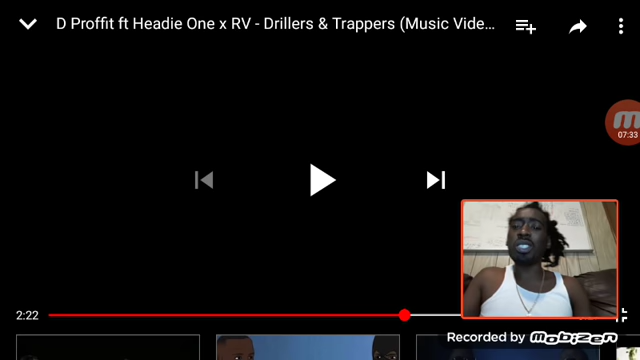 D Proffit ft Headie One x RV - Drillers & Trappers (Music Vide...
07:33
2:22
Recorded by mobizen